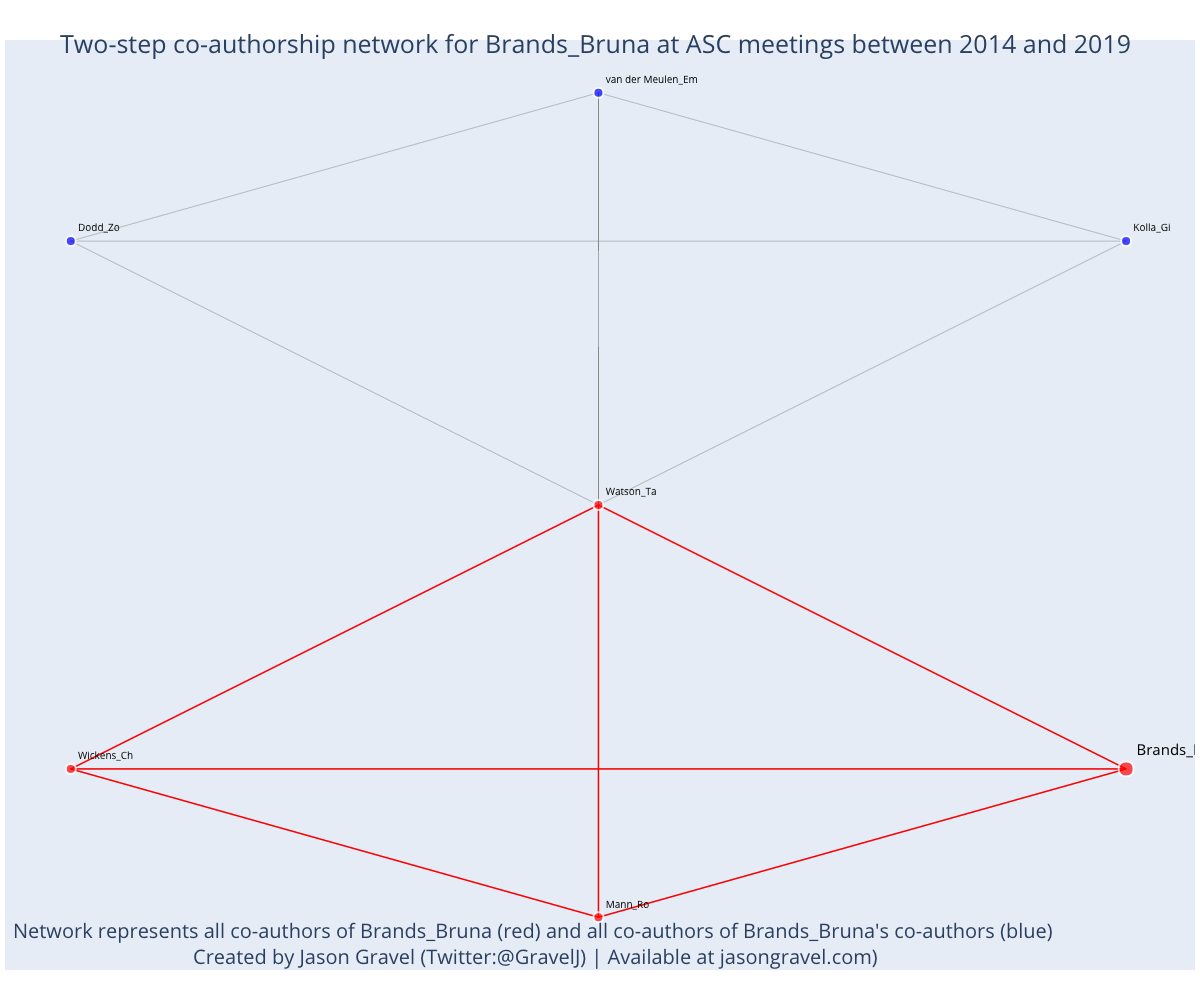 Two-step co-authorship network for Brands_Bruna at ASC meetings between 2014 and 2019
van der Meulen_Em
Dodd_Zo
Kolla_Gi
Watson_Ta
Wickens_Ch
Brands_
Mann_Ro
Network represents all co-authors of Brands_Bruna (red) and all co-authors of Brands_Bruna's co-authors (blue)
Created by Jason Gravel (Twitter:@GravelJ) | Available at jasongravel.com)